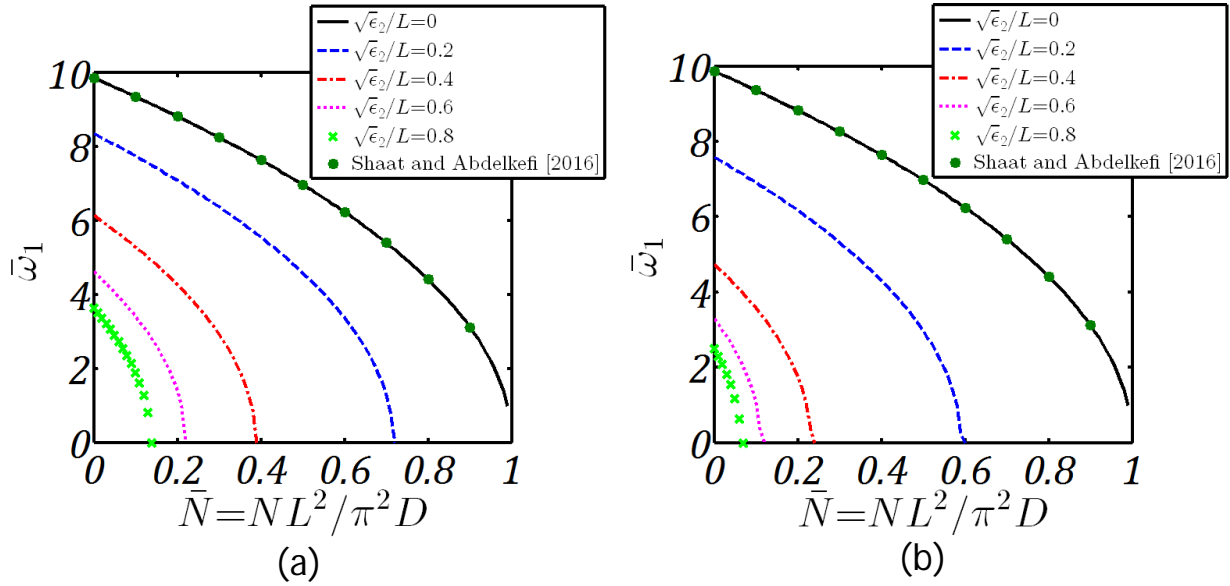 √ϵ₂/L=0
√ϵ₂/L=0.2
√ϵ₂/L=0.4
√ϵ₂/L=0.6
√ϵ₂/L=0.8
Shaat and Abdelkefi [2016]
10
8
6
4
2
0
ω̄₁
0 0.2 0.4 0.6 0.8 1
N̄=NL²/π²D
(a)
√ϵ₂/L=0
√ϵ₂/L=0.2
√ϵ₂/L=0.4
√ϵ₂/L=0.6
√ϵ₂/L=0.8
Shaat and Abdelkefi [2016]
10
8
6
4
2
0
ω̄₁
0 0.2 0.4 0.6 0.8 1
N̄=NL²/π²D
(b)